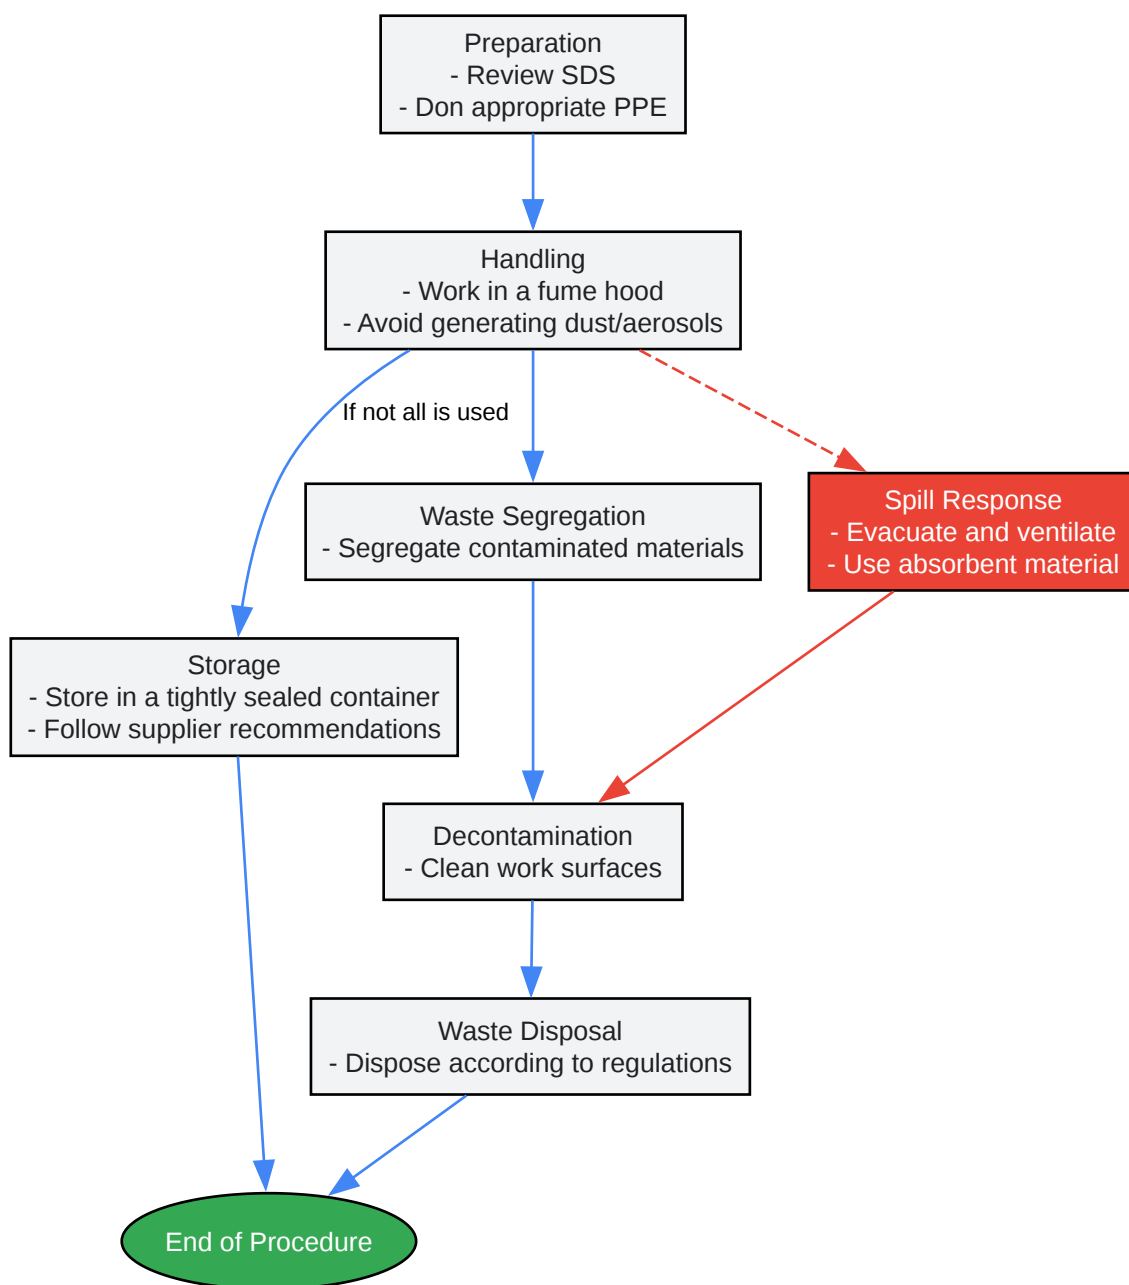 Preparation
- Review SDS
- Don appropriate PPE
Handling
- Work in a fume hood
- Avoid generating dust/aerosols
If not all is used
Waste Segregation
- Segregate contaminated materials
Spill Response
- Evacuate and ventilate
- Use absorbent material
Storage
- Store in a tightly sealed container
- Follow supplier recommendations
Decontamination
- Clean work surfaces
Waste Disposal
- Dispose according to regulations
End of Procedure